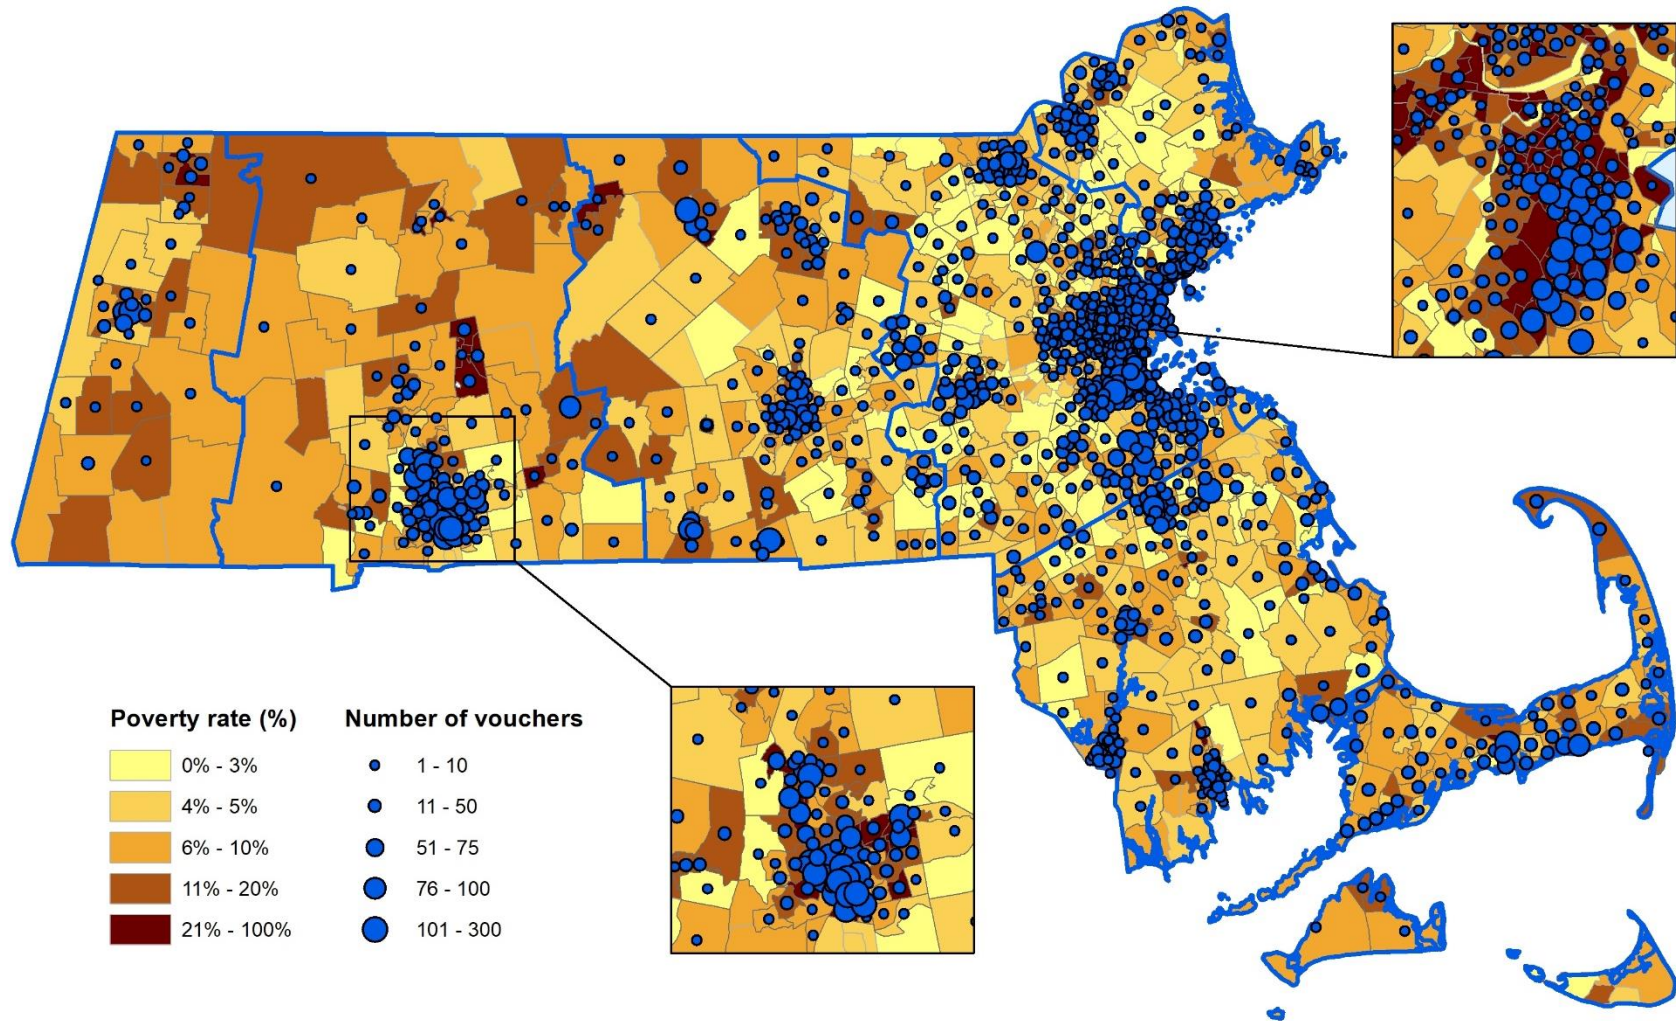 Poverty rate (%) Number of vouchers
0% - 3% 1 - 10
4% - 5% 11 - 50
6% - 10% 51 - 75
11% - 20% 76 - 100
21% - 100% 101 - 300